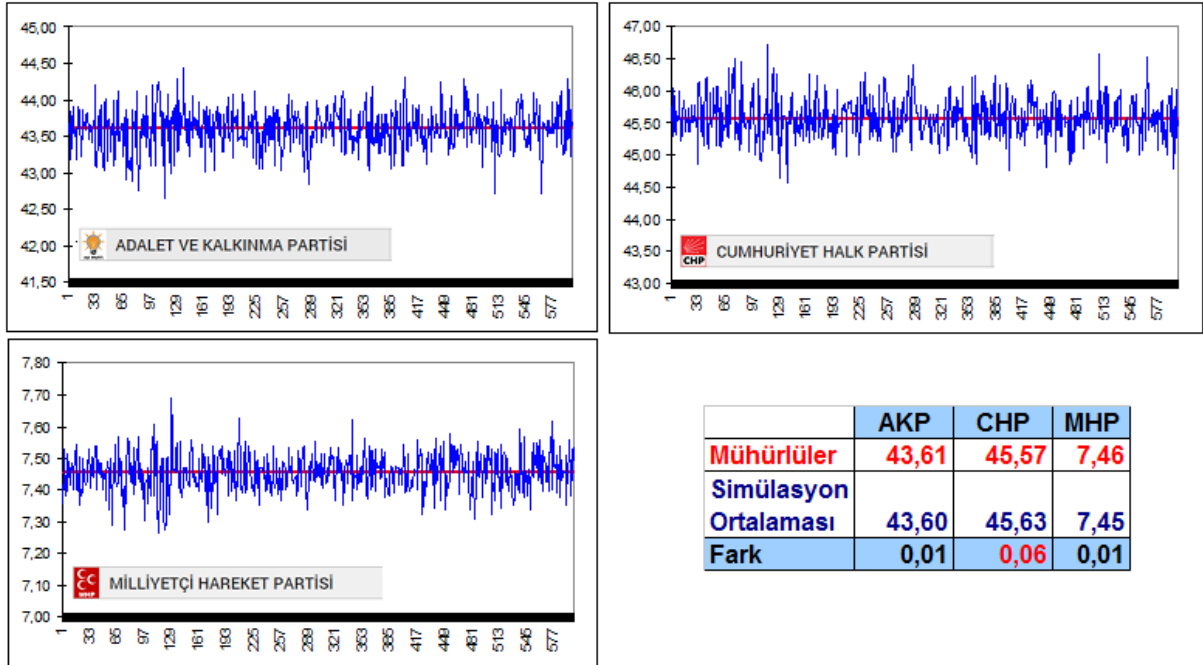 45,00
44,50
44,00
43,50
43,00
42,50
42,00
41,50
ADALET VE KALKINMA PARTİSİ
1 33 65 97 129 161 193 225 257 289 321 353 385 417 449 481 513 545 577
47,00
46,50
46,00
45,50
45,00
44,50
44,00
43,50
43,00
CHP
CUMHURİYET HALK PARTİSİ
1 33 65 97 129 161 193 225 257 289 321 353 385 417 449 481 513 545 577
7,80
7,70
7,60
7,50
7,40
7,30
7,20
7,10
7,00
MHP
MİLLİYETÇİ HAREKET PARTİSİ
1 33 65 97 129 161 193 225 257 289 321 353 385 417 449 481 513 545 577
AKP CHP MHP
Mühürlüler 43,61 45,57 7,46
Simülasyon
Ortalaması 43,60 45,63 7,45
Fark 0,01 0,06 0,01